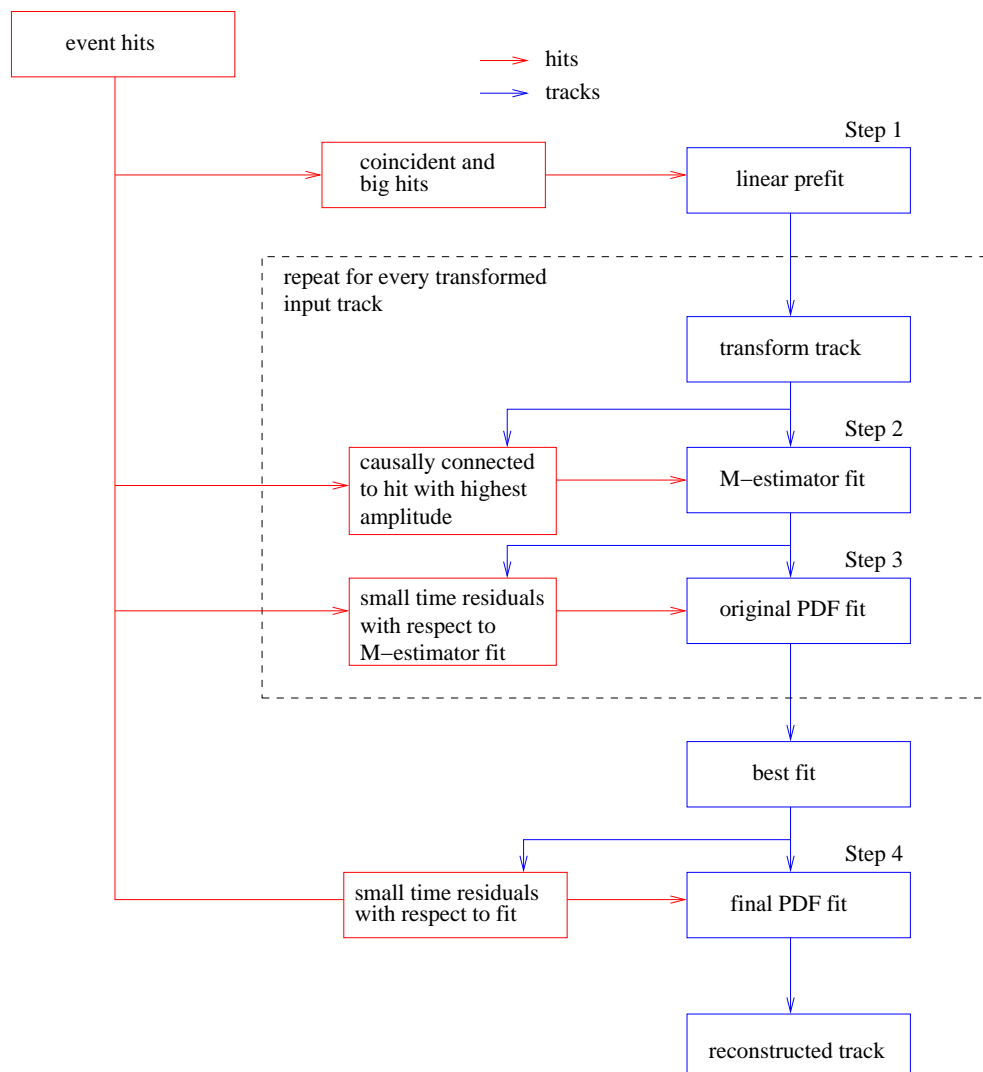 event hits
hits
tracks
Step 1
coincident and
big hits
linear prefit
repeat for every transformed
input track
transform track
Step 2
causally connected
to hit with highest
amplitude
M−estimator fit
Step 3
small time residuals
with respect to
M−estimator fit
original PDF fit
best fit
Step 4
small time residuals
with respect to fit
final PDF fit
reconstructed track